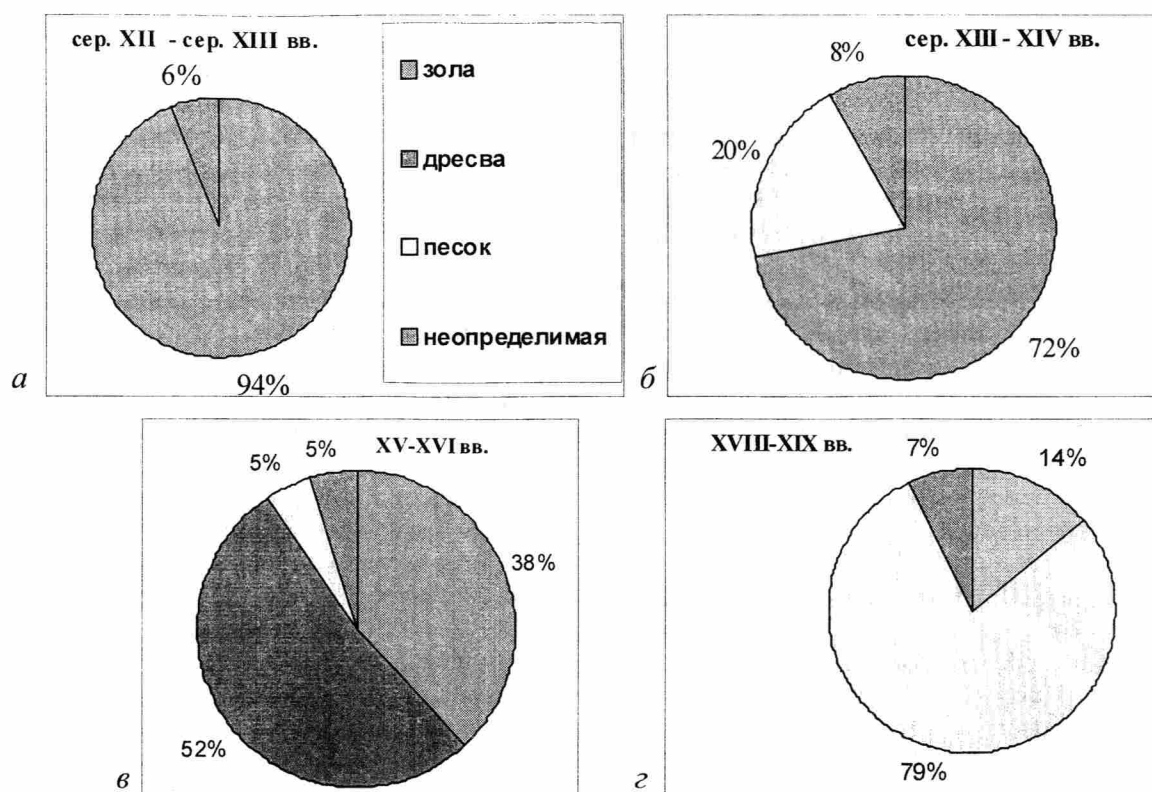 сер. XII - сер. XIII вв.
6%
94%
а
зола
дресва
песок
неопределимая
сер. XIII - XIV вв.
8%
20%
72%
б
XV-XVI вв.
5%
5%
38%
52%
в
XVIII-XIX вв.
7%
14%
79%
г